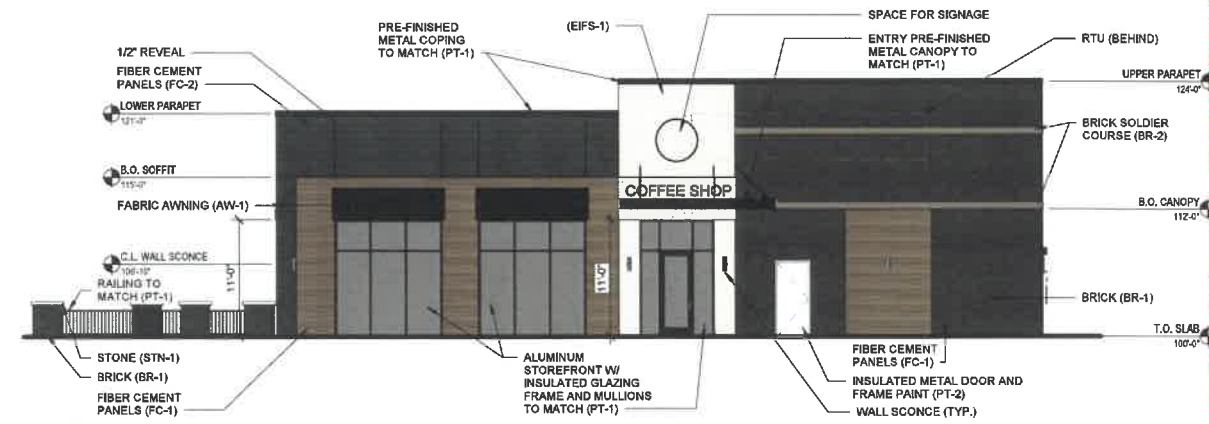 SPACE FOR SIGNAGE
(EIFS-1)
PRE-FINISHED
METAL COPING
TO MATCH (PT-1)
ENTRY PRE-FINISHED
METAL CANOPY TO
MATCH (PT-1)
RTU (BEHIND)
1/2" REVEAL
FIBER CEMENT
PANELS (FC-2)
UPPER PARAPET
124'-0"
LOWER PARAPET
121'-0"
BRICK SOLDIER
COURSE (BR-2)
B.O. SOFFIT
115'-0"
COFFEE SHOP
FABRIC AWNING (AW-1)
B.O. CANOPY
112'-0"
C.L. WALL SCONCE
106'-10"
11'-0"
11'-0"
RAILING TO
MATCH (PT-1)
BRICK (BR-1)
T.O. SLAB
100'-0"
STONE (STN-1)
BRICK (BR-1)
FIBER CEMENT
PANELS (FC-1)
ALUMINUM
STOREFRONT W/
INSULATED GLAZING
FRAME AND MULLIONS
TO MATCH (PT-1)
FIBER CEMENT
PANELS (FC-1)
INSULATED METAL DOOR AND
FRAME PAINT (PT-2)
WALL SCONCE (TYP.)